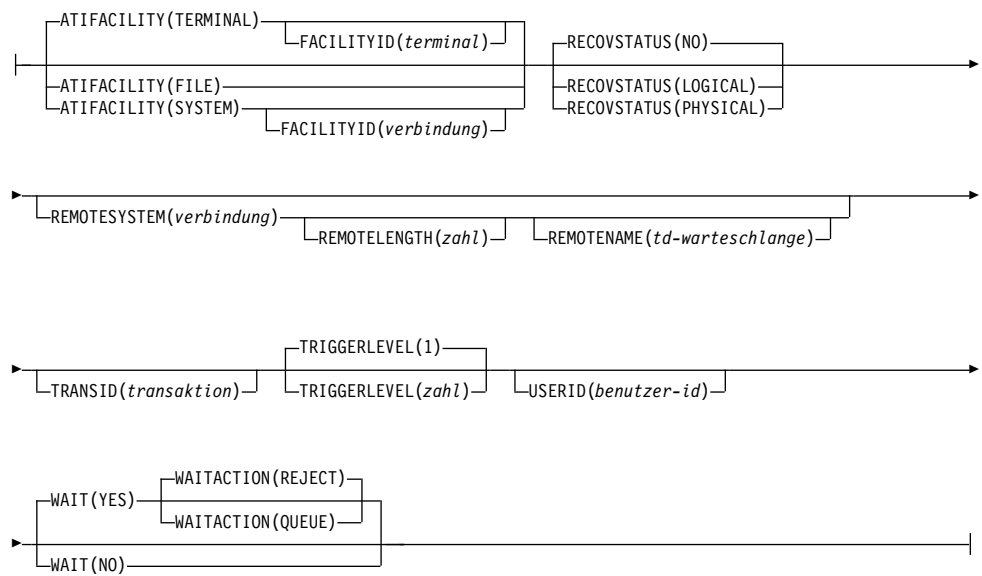 ATIFACILITY(TERMINAL)
FACILITYID(terminal)
RECOVSTATUS(NO)
ATIFACILITY(FILE)
RECOVSTATUS(LOGICAL)
ATIFACILITY(SYSTEM)
RECOVSTATUS(PHYSICAL)
FACILITYID(verbindung)
REMOTESYSTEM(verbindung)
REMOTELENGTH(zahl)
REMOTENAME(td-warteschlange)
TRIGGERLEVEL(1)
TRANSID(transaktion)
TRIGGERLEVEL(zahl)
USERID(benutzer-id)
WAITACTION(REJECT)
WAIT(YES)
WAITACTION(QUEUE)
WAIT(NO)